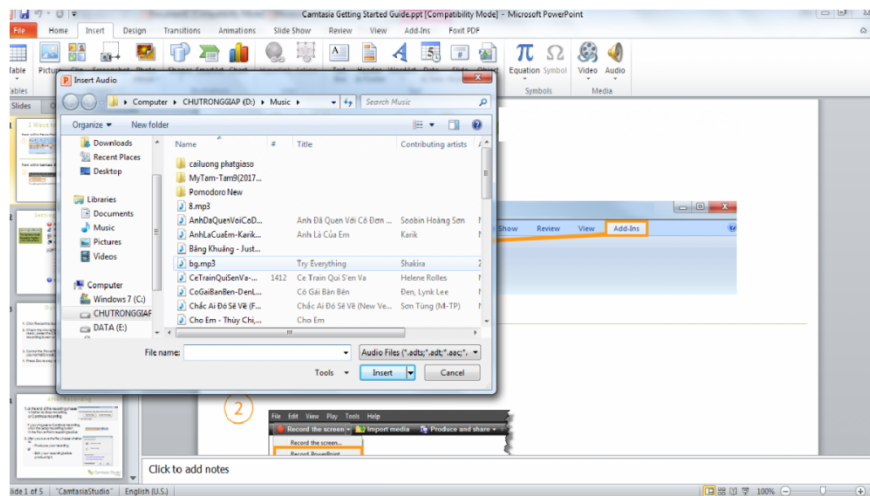 Camtasia Getting Started Guide.ppt [Compatibility Mode] - Microsoft PowerPoint
File Home Insert Design Transitions Animations Slide Show Review View Add-Ins Foxit PDF
Equation Symbol Video Audio
Symbols Media
Insert Audio
Computer CHUTRONGGIAP (D:) Music Search Music
Organize New folder
Name # Title Contributing artists
Downloads
Recent Places
Desktop
Libraries
Documents
Music
Pictures
Videos
Computer
Windows 7 (C:)
CHUTRONGGIAP
DATA (E:)
cailuong phatgiaso
MyTam-Tam9(2017...
Pomodoro New
8.mp3
AnhDaQuenVoiCoD... Anh Đã Quen Với Cô Đơn ... Soobin Hoàng Sơn
AnhLaCuaEm-Karik... Anh Là Của Em Karik
Bâng Khuâng - Just...
bg.mp3 Try Everything Shakira
CeTrainQuiSenVa-... 1412 Ce Train Qui S'en Va Helene Rolles
CoGaiBanBen-DenL... Cô Gái Bàn Bên Đen, Lynk Lee
Chắc Ai Đó Sẽ Về (F... Chắc Ai Đó Sẽ Về (New Ve... Sơn Tùng (M-TP)
Cho Em - Thùy Chi,... Cho Em
File name: Audio Files (*.adts;*.adt;*.aac;*.
Tools Insert Cancel
Show Review View Add-Ins
2
File Edit View Play Tools Help
Record the screen Import media Produce and share
Record the screen...
Record PowerPoint
Click to add notes
Slide 1 of 5 "CamtasiaStudio" English (U.S.) 100%